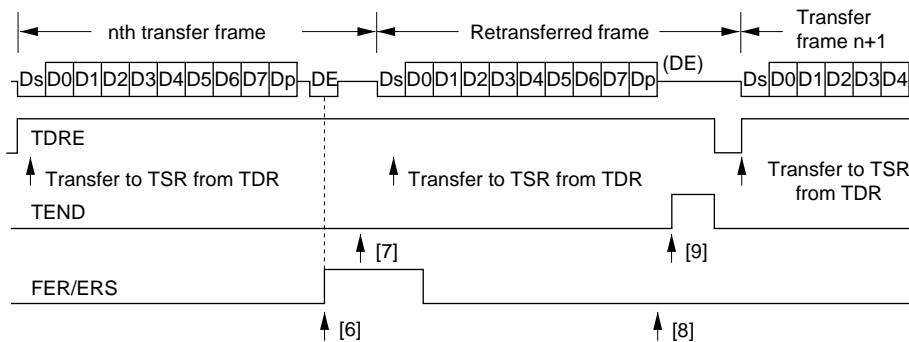 nth transfer frame
Retransferred frame
Transfer
frame n+1
Ds D0 D1 D2 D3 D4 D5 D6 D7 Dp DE Ds D0 D1 D2 D3 D4 D5 D6 D7 Dp (DE) Ds D0 D1 D2 D3 D4
TDRE
Transfer to TSR from TDR
Transfer to TSR from TDR
Transfer to TSR
from TDR
TEND
[7]
[9]
FER/ERS
[6]
[8]